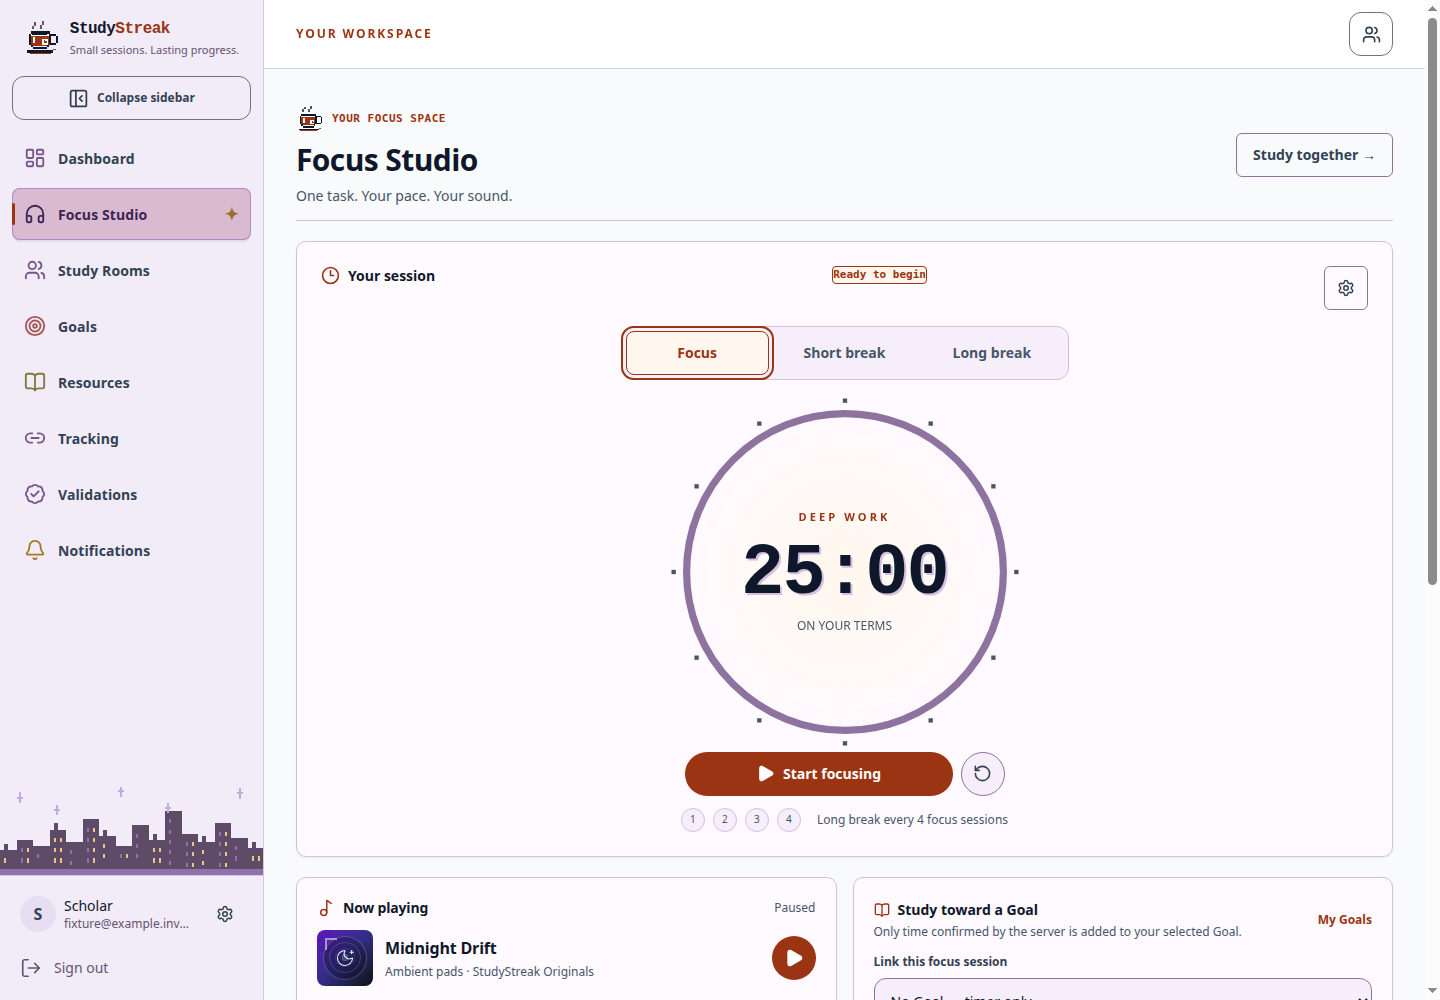 StudyStreak
Small sessions. Lasting progress.
Collapse sidebar
Dashboard
Focus Studio
Study Rooms
Goals
Resources
Tracking
Validations
Notifications
S
Scholar
fixture@example.inv...
Sign out
YOUR WORKSPACE
YOUR FOCUS SPACE
Focus Studio
One task. Your pace. Your sound.
Study together →
Your session
Ready to begin
Focus
Short break
Long break
DEEP WORK
25:00
ON YOUR TERMS
Start focusing
1 2 3 4 Long break every 4 focus sessions
Now playing
Paused
Midnight Drift
Ambient pads · StudyStreak Originals
Study toward a Goal
Only time confirmed by the server is added to your selected Goal.
My Goals
Link this focus session
No Goal — timer only